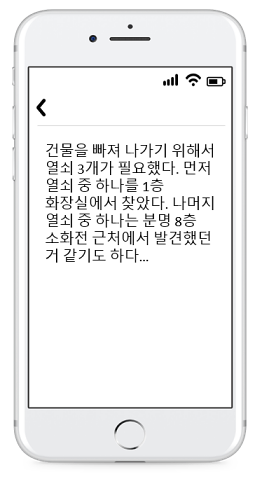 건물을 빠져 나가기 위해서
열쇠 3개가 필요했다. 먼저
열쇠 중 하나를 1층
화장실에서 찾았다. 나머지
열쇠 중 하나는 분명 8층
소화전 근처에서 발견했던
거 같기도 하다...